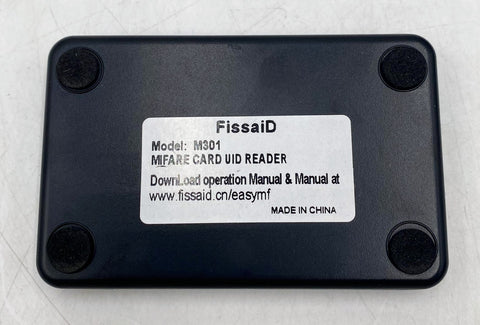 FissaiD
Model: M301
MIFARE CARD UID READER
DownLoad operation Manual & Manual at
www.fissaid.cn/easymf
MADE IN CHINA